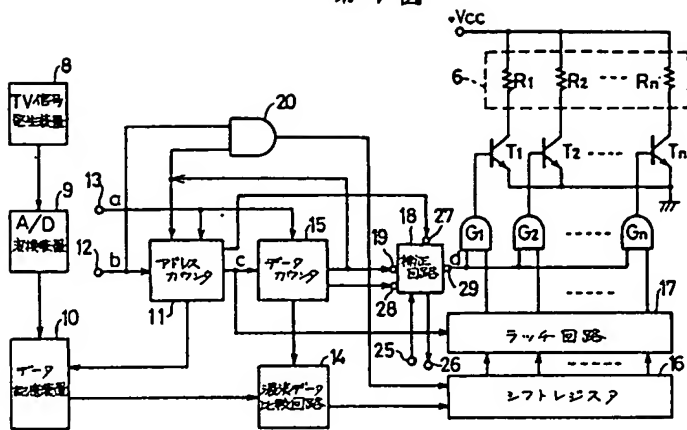 +Vcc
8
TV信号
発生装置
20
6
R1
R2
Rn
T1
T2
Tn
9
A/D
変換装置
13
a
12
b
アドレス
カウンタ
11
c
15
データ
カウンタ
18
27
19
補正
回路
28
d
29
25
26
G1
G2
Gn
17
ラッチ回路
16
シフトレジスタ
10
データ
記憶装置
14
濃淡データ
比較回路